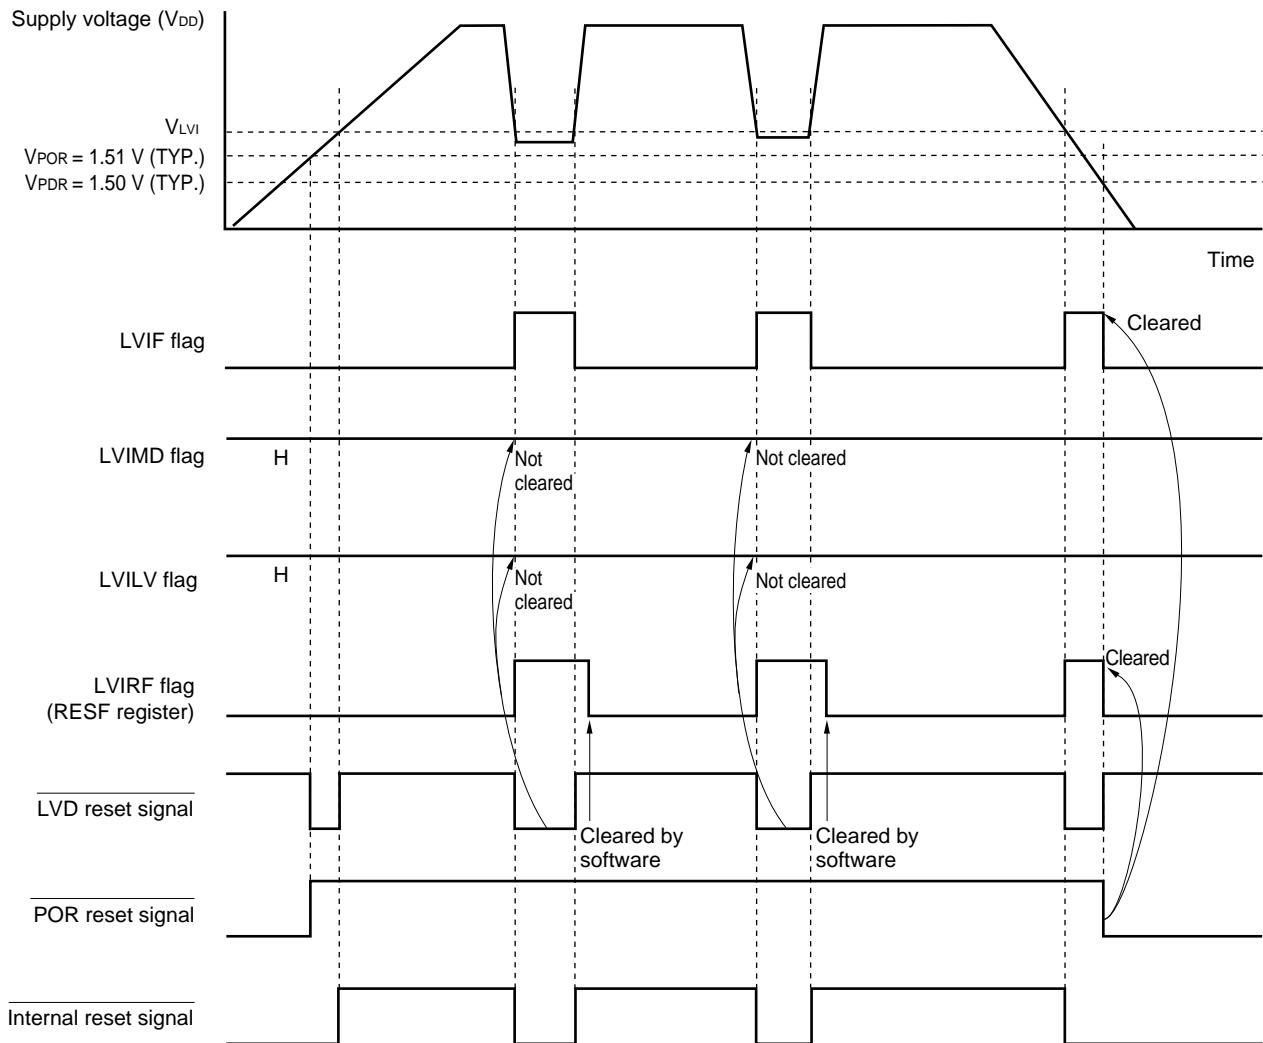 Supply voltage (VDD)
VLVI
VPOR = 1.51 V (TYP.)
VPDR = 1.50 V (TYP.)
Time
LVIF flag
Cleared
LVIMD flag
H
Not
cleared
Not cleared
LVILV flag
H
Not
cleared
Not cleared
LVIRF flag
(RESF register)
Cleared
LVD reset signal
Cleared by
software
Cleared by
software
POR reset signal
Internal reset signal